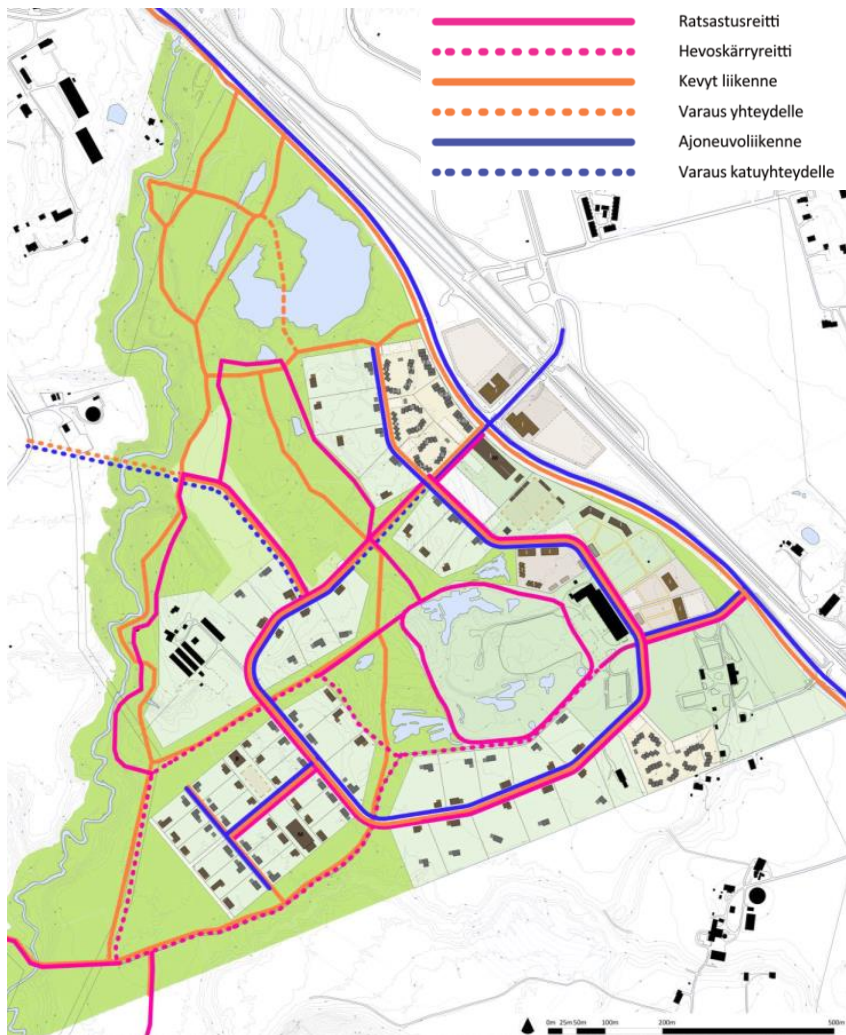 Ratsastusreitti
Hevoskärryreitti
Kevyt liikenne
Varaus yhteydelle
Ajoneuvoliikenne
Varaus katuyhteydelle
0m 25m 50m 100m 200m 500m